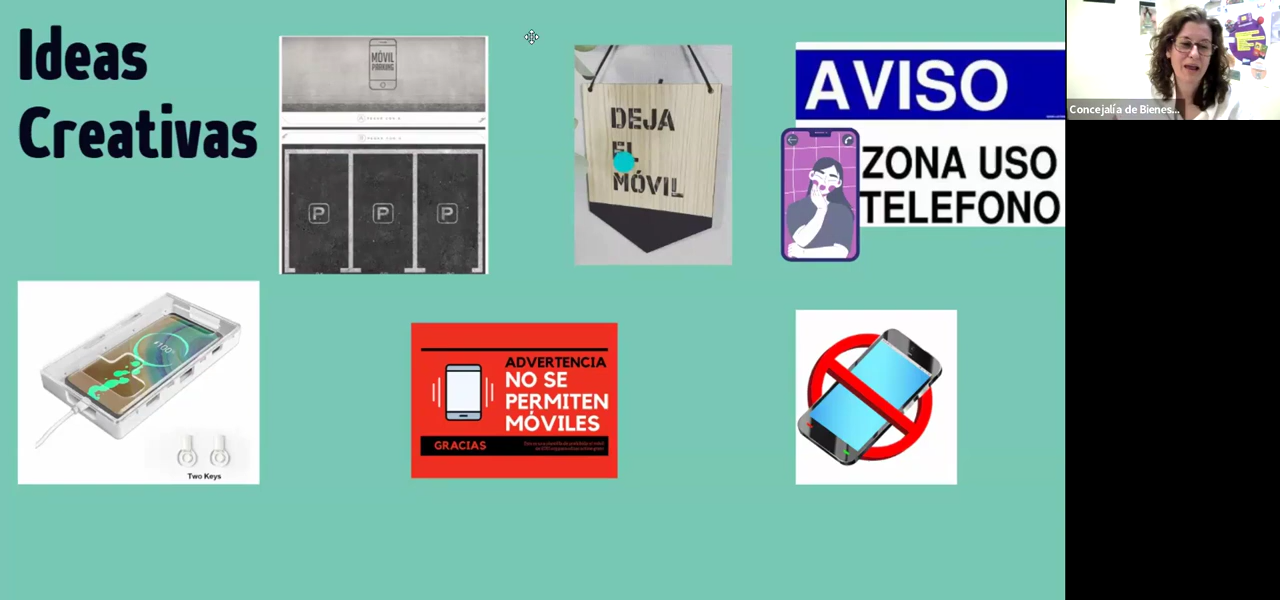 Ideas
Creativas
MÓVIL
PARKING
P
P
P
DEJA
EL
MÓVIL
AVISO
ZONA USO
TELEFONO
Concejalía de Bienes...
100%
Two Keys
ADVERTENCIA
NO SE
PERMITEN
MÓVILES
GRACIAS